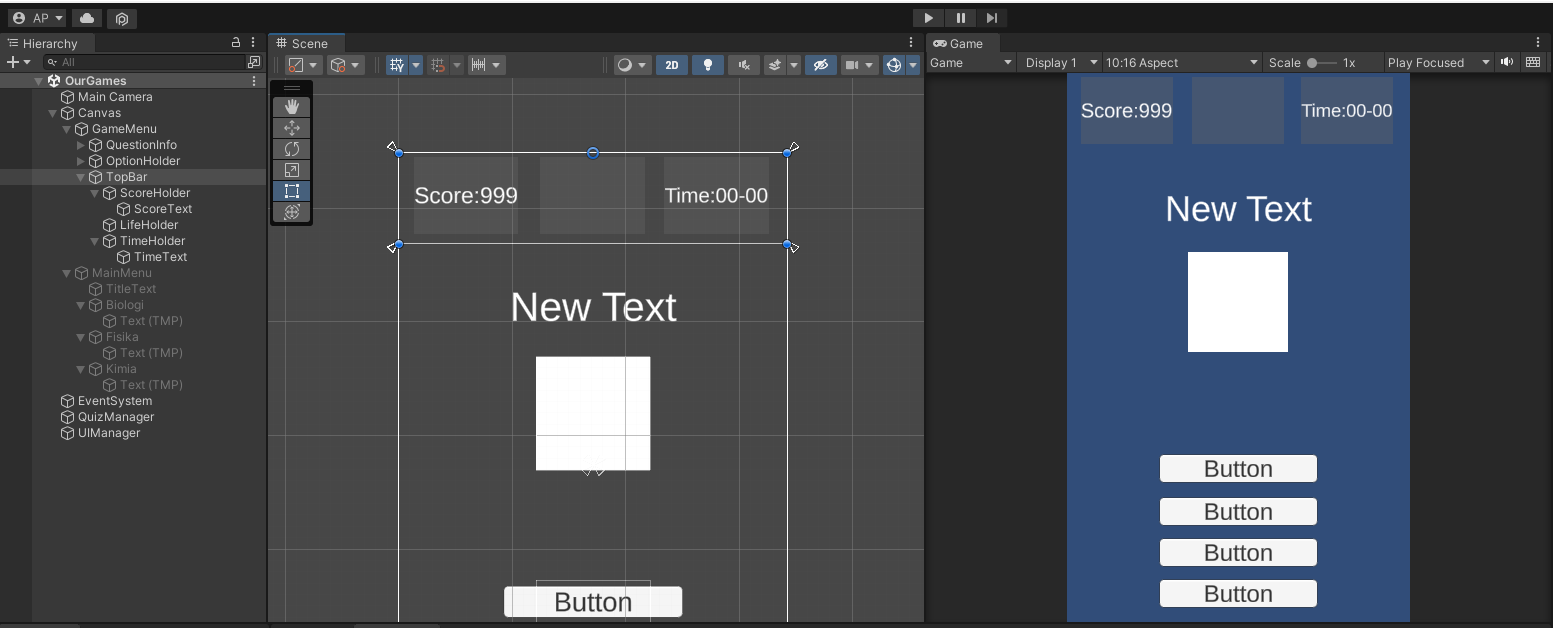 AP
Hierarchy
All
OurGames
Main Camera
Canvas
GameMenu
QuestionInfo
OptionHolder
TopBar
ScoreHolder
ScoreText
LifeHolder
TimeHolder
TimeText
MainMenu
TitleText
Biologi
Text (TMP)
Fisika
Text (TMP)
Kimia
Text (TMP)
EventSystem
QuizManager
UIManager
Scene
2D
Score:999
Time:00-00
New Text
Button
Game
Game
Display 1
10:16 Aspect
Scale
1x
Play Focused
Score:999
Time:00-00
New Text
Button
Button
Button
Button